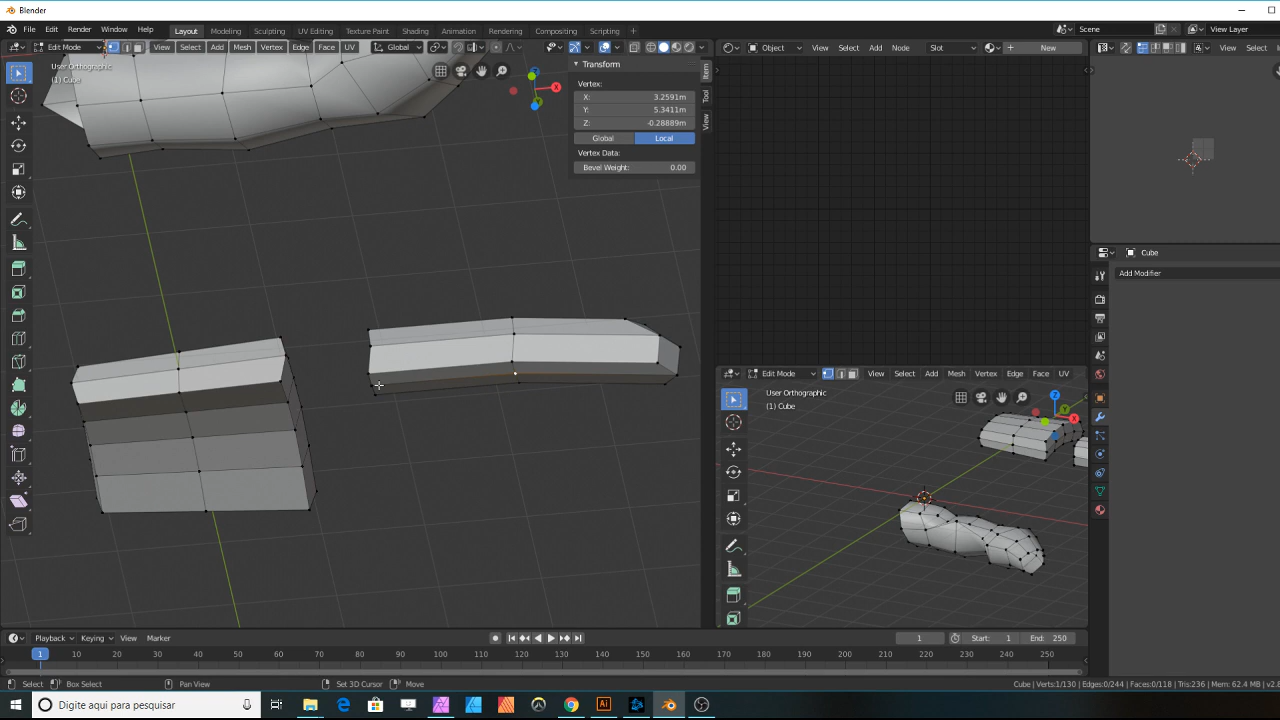 Blender
File Edit Render Window Help Layout Modeling Sculpting UV Editing Texture Paint Shading Animation Rendering Compositing Scripting Scene View Layer
Edit Mode View Select Add Mesh Vertex Edge Face UV Global Object View Select Add Node Slot New View Select
User Orthographic
(1) Cube
Transform
Vertex:
X: 3.2591m
Y: 5.3411m
Z: -0.28889m
Global Local
Vertex Data:
Bevel Weight: 0.00
Item
Tool
View
X
Cube
Add Modifier
Edit Mode View Select Add Mesh Vertex Edge Face UV
User Orthographic
(1) Cube
Z
Y
X
Playback Keying View Marker 1 Start: 1 End: 250
1 10 20 30 40 50 60 70 80 90 100 110 120 130 140 150 160 170 180 190 200 210 220 230 240 250
Select Box Select Pan View Set 3D Cursor Move Cube | Verts:1/130 | Edges:0/244 | Faces:0/118 | Tris:236 | Mem: 62.4 MB | v2.8
Digite aqui para pesquisar
Ai